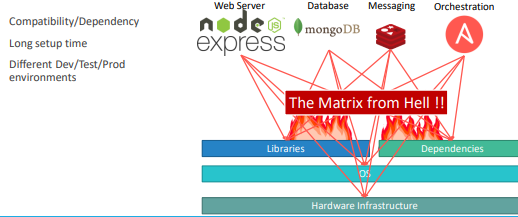 Compatibility/Dependency
Long setup time
Different Dev/Test/Prod
environments
Web Server
Database
Messaging
Orchestration
node
JS
express
mongoDB
A
The Matrix from Hell !!
Libraries
Dependencies
OS
Hardware Infrastructure